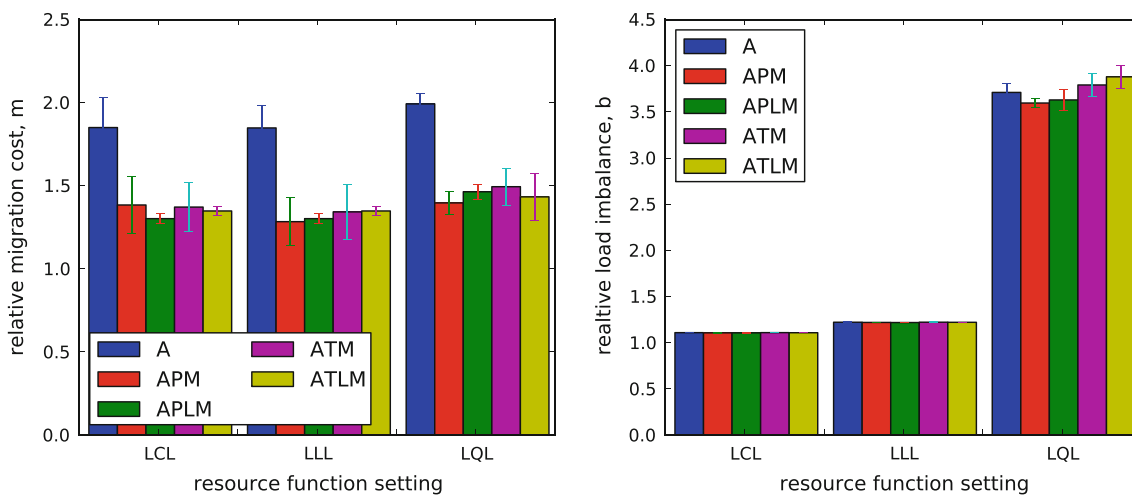 2.5
2.0
1.5
1.0
0.5
0.0
relative migration cost, m
A
APM
APLM
ATM
ATLM
LCL
LLL
LQL
resource function setting
4.5
4.0
3.5
3.0
2.5
2.0
1.5
1.0
0.5
0.0
realtive load imbalance, b
A
APM
APLM
ATM
ATLM
LCL
LLL
LQL
resource function setting